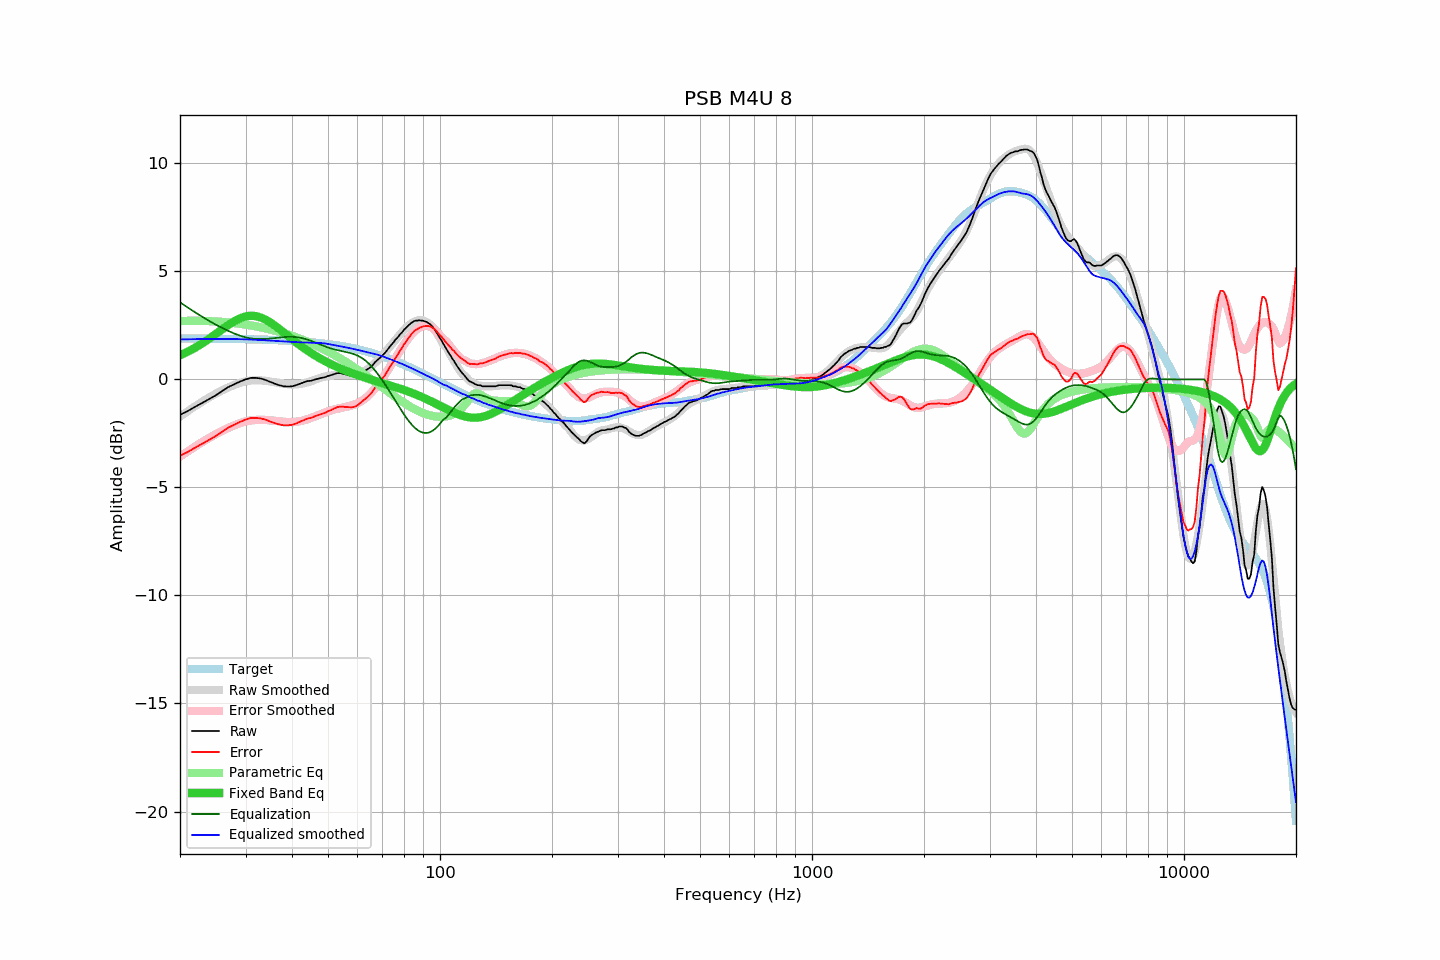 PSB M4U 8
10
5
0
−5
−10
−15
−20
Amplitude (dBr)
Target
Raw Smoothed
Error Smoothed
Raw
Error
Parametric Eq
Fixed Band Eq
Equalization
Equalized smoothed
100
1000
10000
Frequency (Hz)